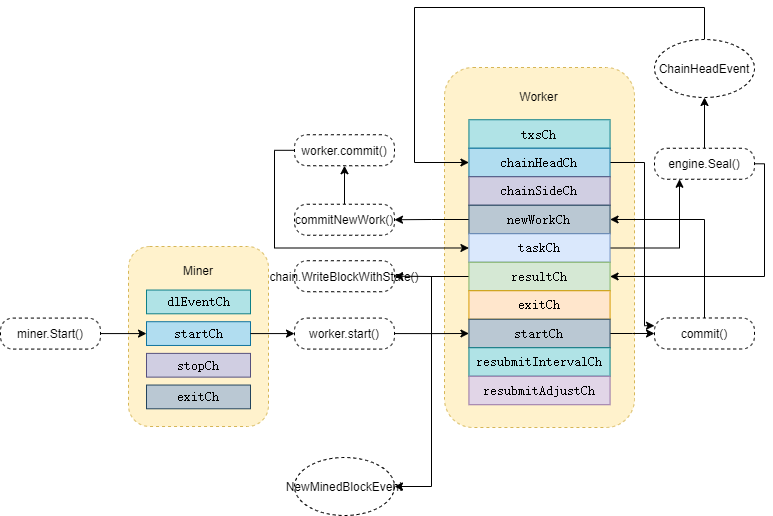 ChainHeadEvent
Worker
txsCh
worker.commit()
chainHeadCh
engine.Seal()
chainSideCh
commitNewWork()
newWorkCh
taskCh
Miner
chain.WriteBlockWithState()
resultCh
dlEventCh
exitCh
miner.Start()
startCh
worker.start()
startCh
commit()
stopCh
resubmitIntervalCh
exitCh
resubmitAdjustCh
NewMinedBlockEvent